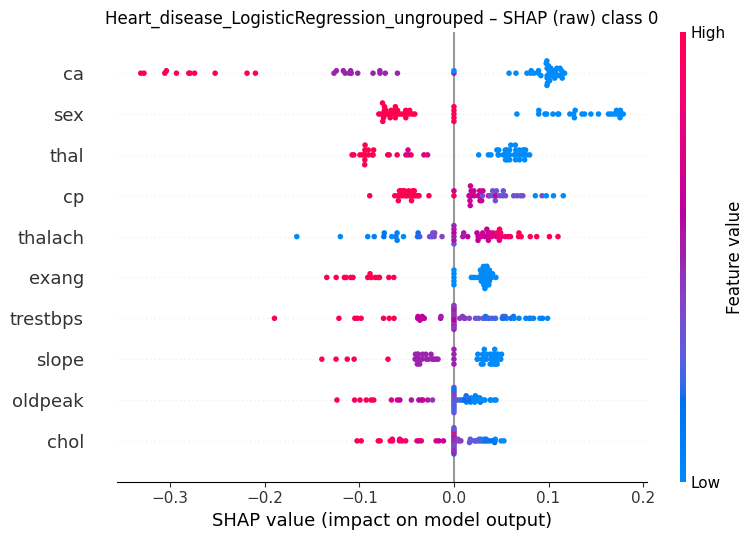 Heart_disease_LogisticRegression_ungrouped – SHAP (raw) class 0
High
ca
sex
thal
cp
thalach
exang
trestbps
slope
oldpeak
chol
Feature value
Low
−0.3
−0.2
−0.1
0.0
0.1
0.2
SHAP value (impact on model output)